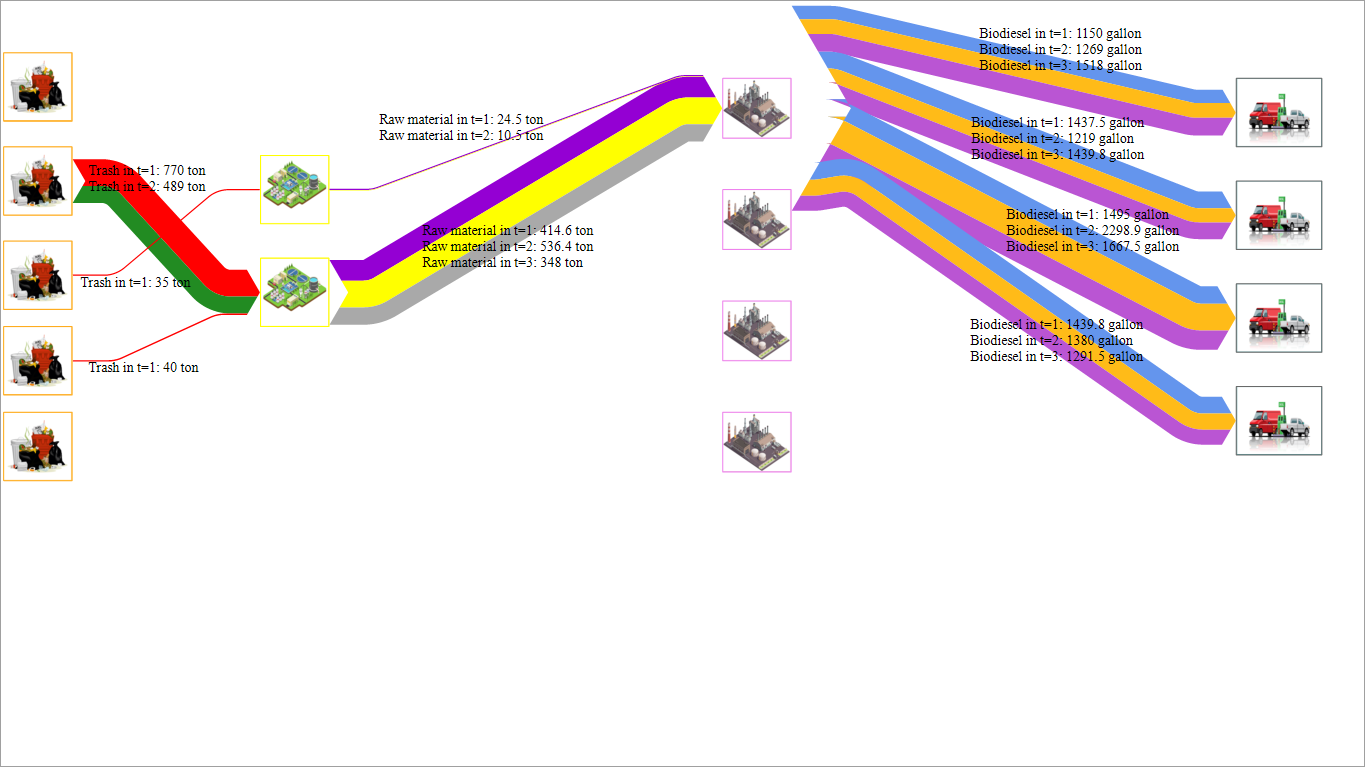 Biodiesel in t=1: 1150 gallon
Biodiesel in t=2: 1269 gallon
Biodiesel in t=3: 1518 gallon
Raw material in t=1: 24.5 ton
Raw material in t=2: 10.5 ton
Biodiesel in t=1: 1437.5 gallon
Biodiesel in t=2: 1219 gallon
Biodiesel in t=3: 1439.8 gallon
Trash in t=1: 770 ton
Trash in t=2: 489 ton
Biodiesel in t=1: 1495 gallon
Biodiesel in t=2: 2298.9 gallon
Biodiesel in t=3: 1667.5 gallon
Raw material in t=1: 414.6 ton
Raw material in t=2: 536.4 ton
Raw material in t=3: 348 ton
Trash in t=1: 35 ton
Biodiesel in t=1: 1439.8 gallon
Biodiesel in t=2: 1380 gallon
Biodiesel in t=3: 1291.5 gallon
Trash in t=1: 40 ton